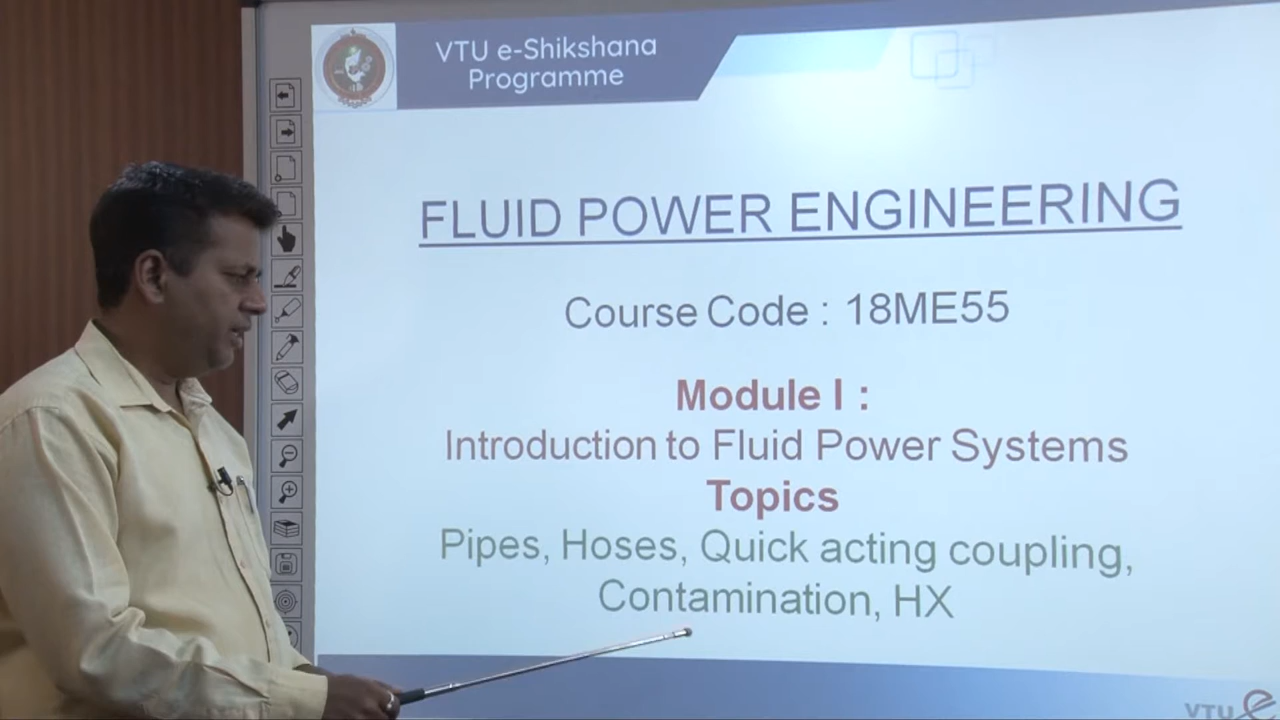 VTU e-Shikshana
Programme
FLUID POWER ENGINEERING
Course Code : 18ME55
Module I :
Introduction to Fluid Power Systems
Topics
Pipes, Hoses, Quick acting coupling,
Contamination, HX
VTU e